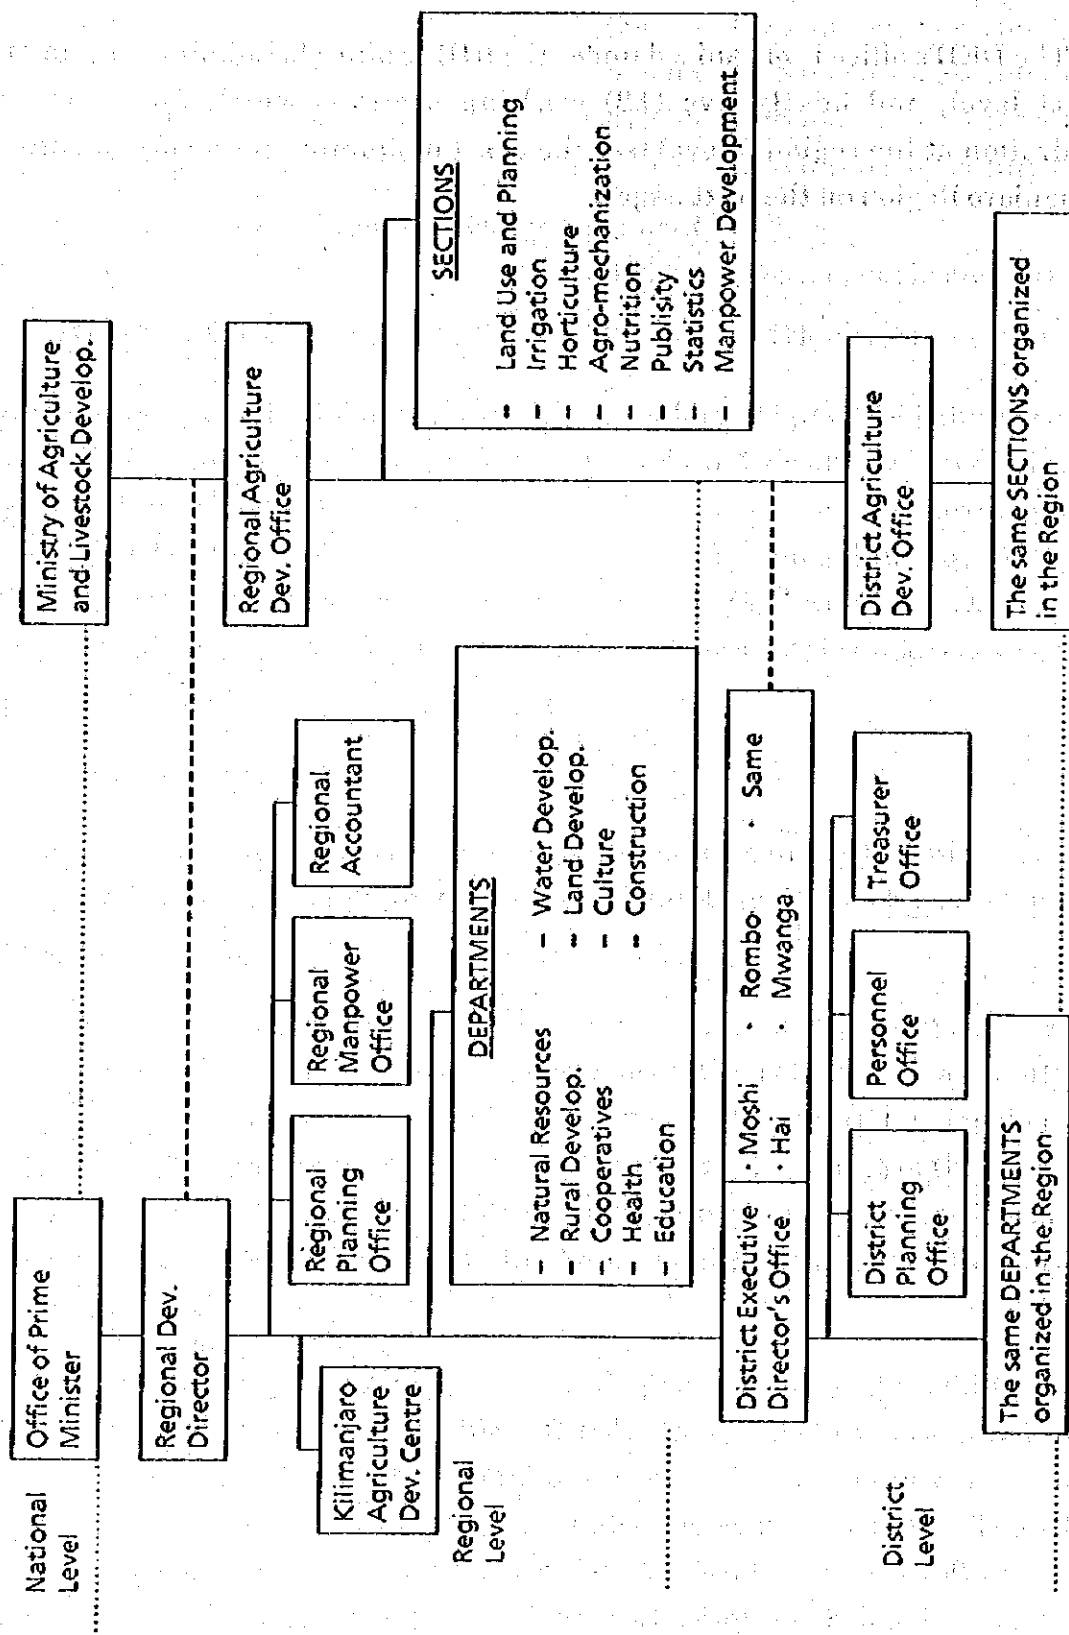 National
Level
Office of Prime
Minister
Ministry of Agriculture
and Livestock Develop.
Regional Dev.
Director
Regional Agriculture
Dev. Office
Kilimanjaro
Agriculture
Dev. Centre
Regional
Planning
Office
Regional
Manpower
Office
Regional
Accountant
Regional
Level
DEPARTMENTS
- Natural Resources
- Rural Develop.
- Cooperatives
- Health
- Education
- Water Develop.
- Land Develop.
- Culture
- Construction
SECTIONS
- Land Use and Planning
- Irrigation
- Horticulture
- Agro-mechanization
- Nutrition
- Publisity
- Statistics
- Manpower Development
District Executive
Director's Office
· Moshi · Rombo · Same
· Hai · Mwanga
District
Level
District
Planning
Office
Personnel
Office
Treasurer
Office
District Agriculture
Dev. Office
The same DEPARTMENTS
organized in the Region
The same SECTIONS organized
in the Region